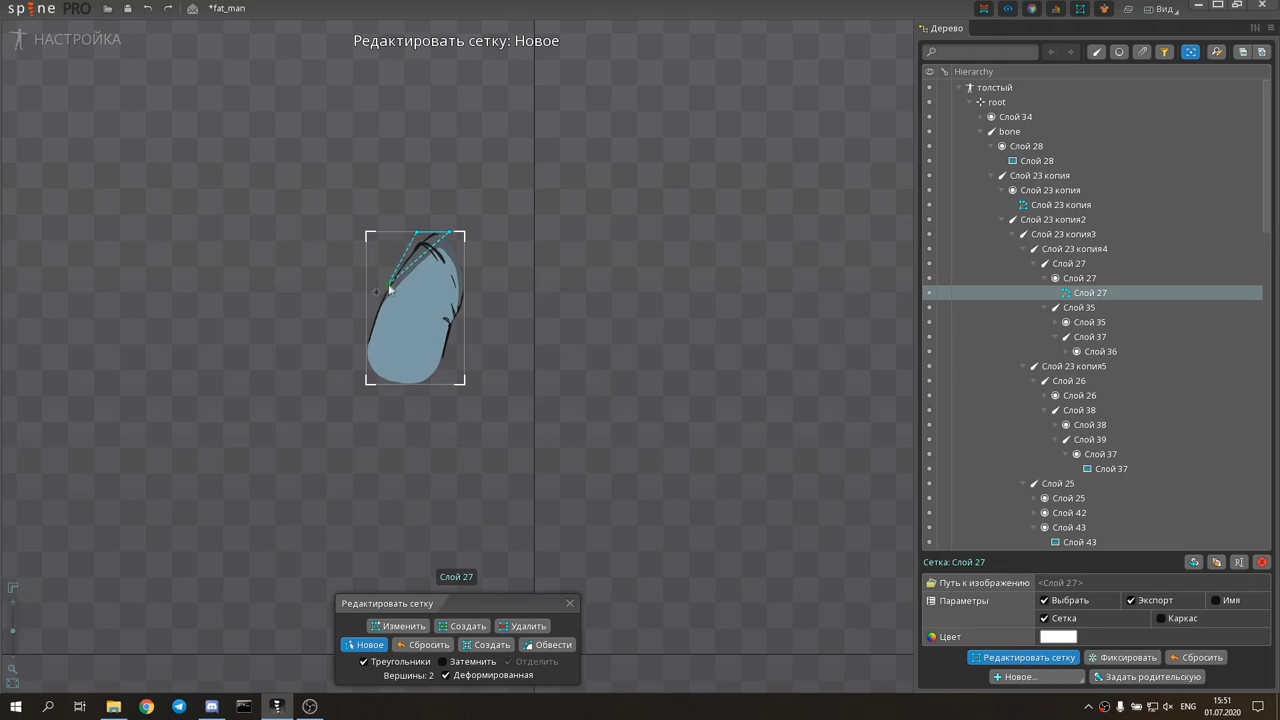 spine PRO
*fat_man
Вид
НАСТРОЙКА
Редактировать сетку: Новое
Дерево
Hierarchy
толстый
root
Слой 34
bone
Слой 28
Слой 28
Слой 23 копия
Слой 23 копия
Слой 23 копия
Слой 23 копия2
Слой 23 копия3
Слой 23 копия4
Слой 27
Слой 27
Слой 27
Слой 35
Слой 35
Слой 37
Слой 36
Слой 23 копия5
Слой 26
Слой 26
Слой 38
Слой 38
Слой 39
Слой 37
Слой 37
Слой 25
Слой 25
Слой 42
Слой 43
Слой 43
Сетка: Слой 27
Путь к изображению <Слой 27>
Параметры Выбрать Экспорт Имя
Сетка Каркас
Цвет
Редактировать сетку Фиксировать Сбросить
Новое... Задать родительскую
Слой 27
Редактировать сетку
Изменить Создать Удалить
Новое Сбросить Создать Обвести
Треугольники Затемнить Отделить
Вершины: 2 Деформированная
ENG
15:51
01.07.2020